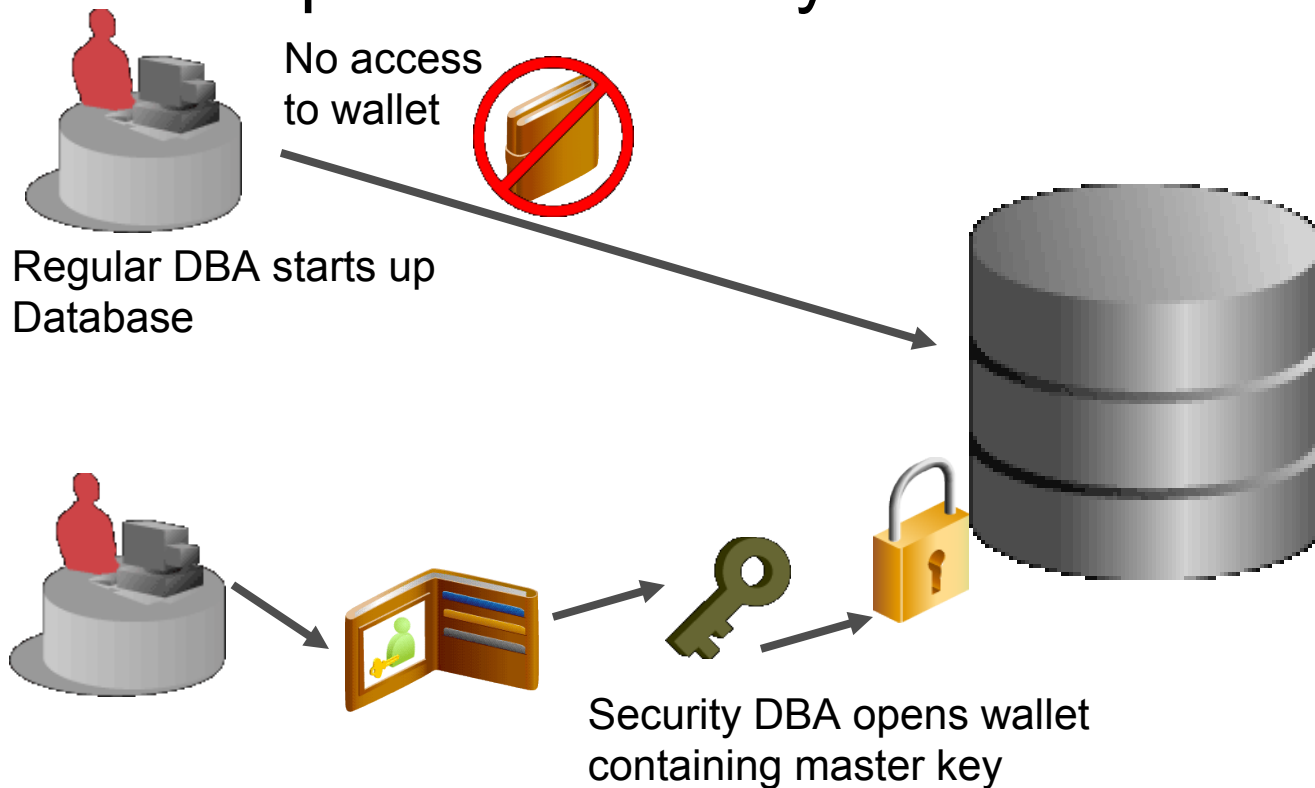 No access
to wallet
Regular DBA starts up
Database
Security DBA opens wallet
containing master key